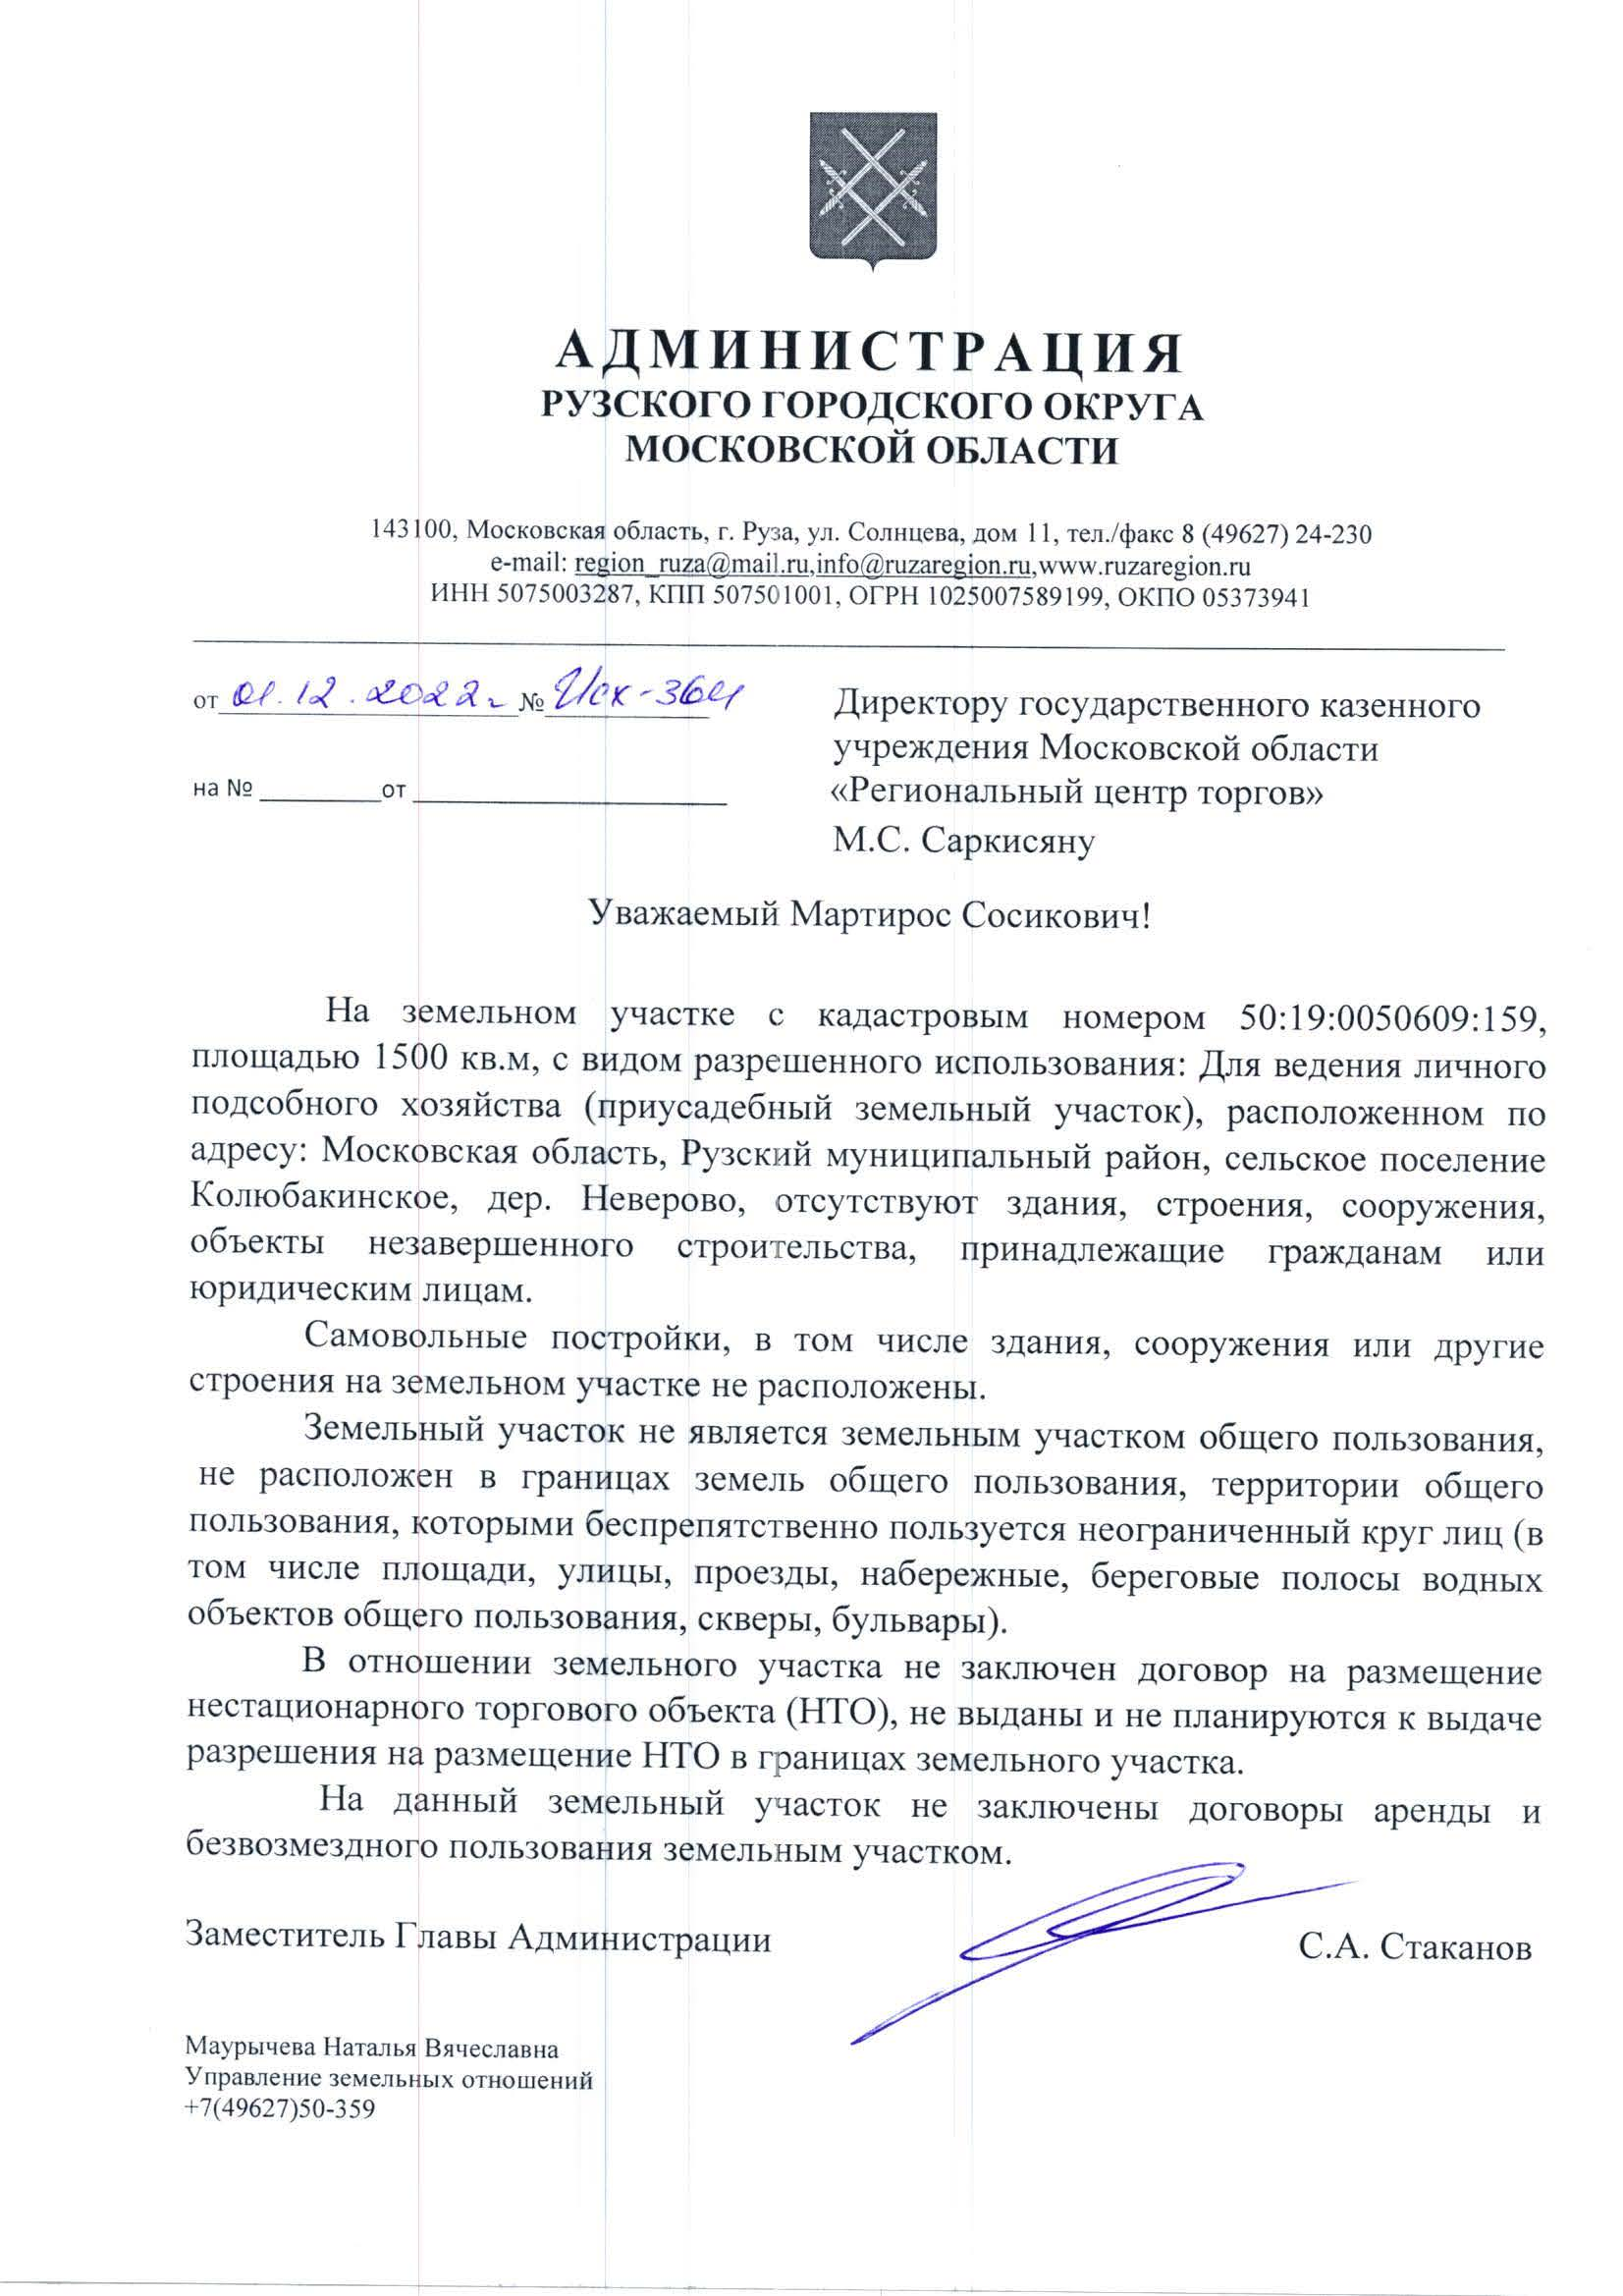 АДМИНИСТРАЦИЯ
РУЗСКОГО ГОРОДСКОГО ОКРУГА
МОСКОВСКОЙ ОБЛАСТИ
143100, Московская область, г. Руза, ул. Солнцева, дом 11, тел./факс 8 (49627) 24-230
e-mail: region_ruza@mail.ru,info@ruzaregion.ru,www.ruzaregion.ru
ИНН 5075003287, КПП 507501001, ОГРН 1025007589199, ОКПО 05373941
от 01.12.2022г № Исх-3641
на № от
Директору государственного казенного
учреждения Московской области
«Региональный центр торгов»
М.С. Саркисяну
Уважаемый Мартирос Сосикович!
На земельном участке с кадастровым номером 50:19:0050609:159,
площадью 1500 кв.м, с видом разрешенного использования: Для ведения личного
подсобного хозяйства (приусадебный земельный участок), расположенном по
адресу: Московская область, Рузский муниципальный район, сельское поселение
Колюбакинское, дер. Неверово, отсутствуют здания, строения, сооружения,
объекты незавершенного строительства, принадлежащие гражданам или
юридическим лицам.
Самовольные постройки, в том числе здания, сооружения или другие
строения на земельном участке не расположены.
Земельный участок не является земельным участком общего пользования,
не расположен в границах земель общего пользования, территории общего
пользования, которыми беспрепятственно пользуется неограниченный круг лиц (в
том числе площади, улицы, проезды, набережные, береговые полосы водных
объектов общего пользования, скверы, бульвары).
В отношении земельного участка не заключен договор на размещение
нестационарного торгового объекта (НТО), не выданы и не планируются к выдаче
разрешения на размещение НТО в границах земельного участка.
На данный земельный участок не заключены договоры аренды и
безвозмездного пользования земельным участком.
Заместитель Главы Администрации
С.А. Стаканов
Маурычева Наталья Вячеславна
Управление земельных отношений
+7(49627)50-359